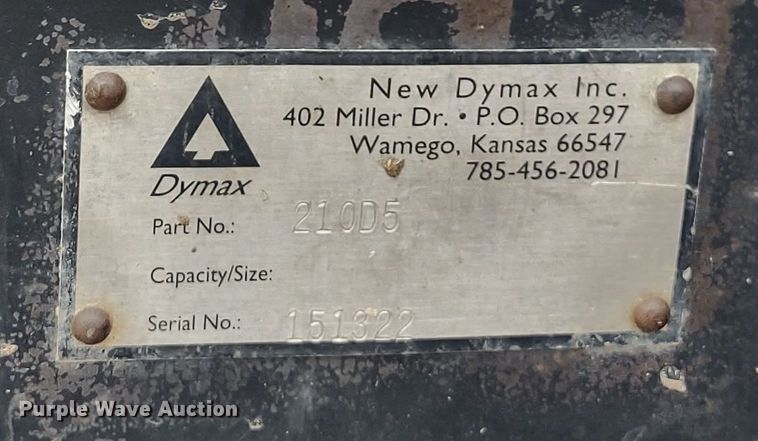 New Dymax Inc.
402 Miller Dr. • P.O. Box 297
Wamego, Kansas 66547
785-456-2081
Dymax
Part No.: 210D5
Capacity/Size:
Serial No.: 151322
Purple Wave Auction